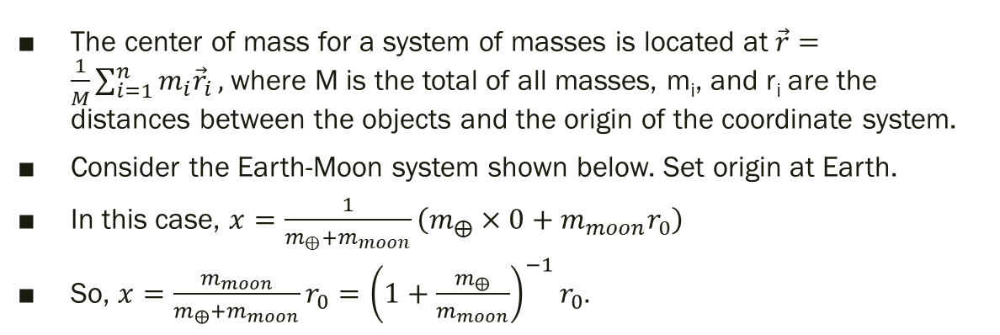 ■ The center of mass for a system of masses is located at $\vec{r} =$
$\frac{1}{M}\sum_{i=1}^{n} m_i \vec{r}_i$, where M is the total of all masses, m$_i$, and r$_i$ are the
distances between the objects and the origin of the coordinate system.
■ Consider the Earth-Moon system shown below. Set origin at Earth.
■ In this case, $x = \frac{1}{m_\oplus + m_{moon}}(m_\oplus \times 0 + m_{moon} r_0)$
■ So, $x = \frac{m_{moon}}{m_\oplus + m_{moon}} r_0 = \left(1 + \frac{m_\oplus}{m_{moon}}\right)^{-1} r_0.$